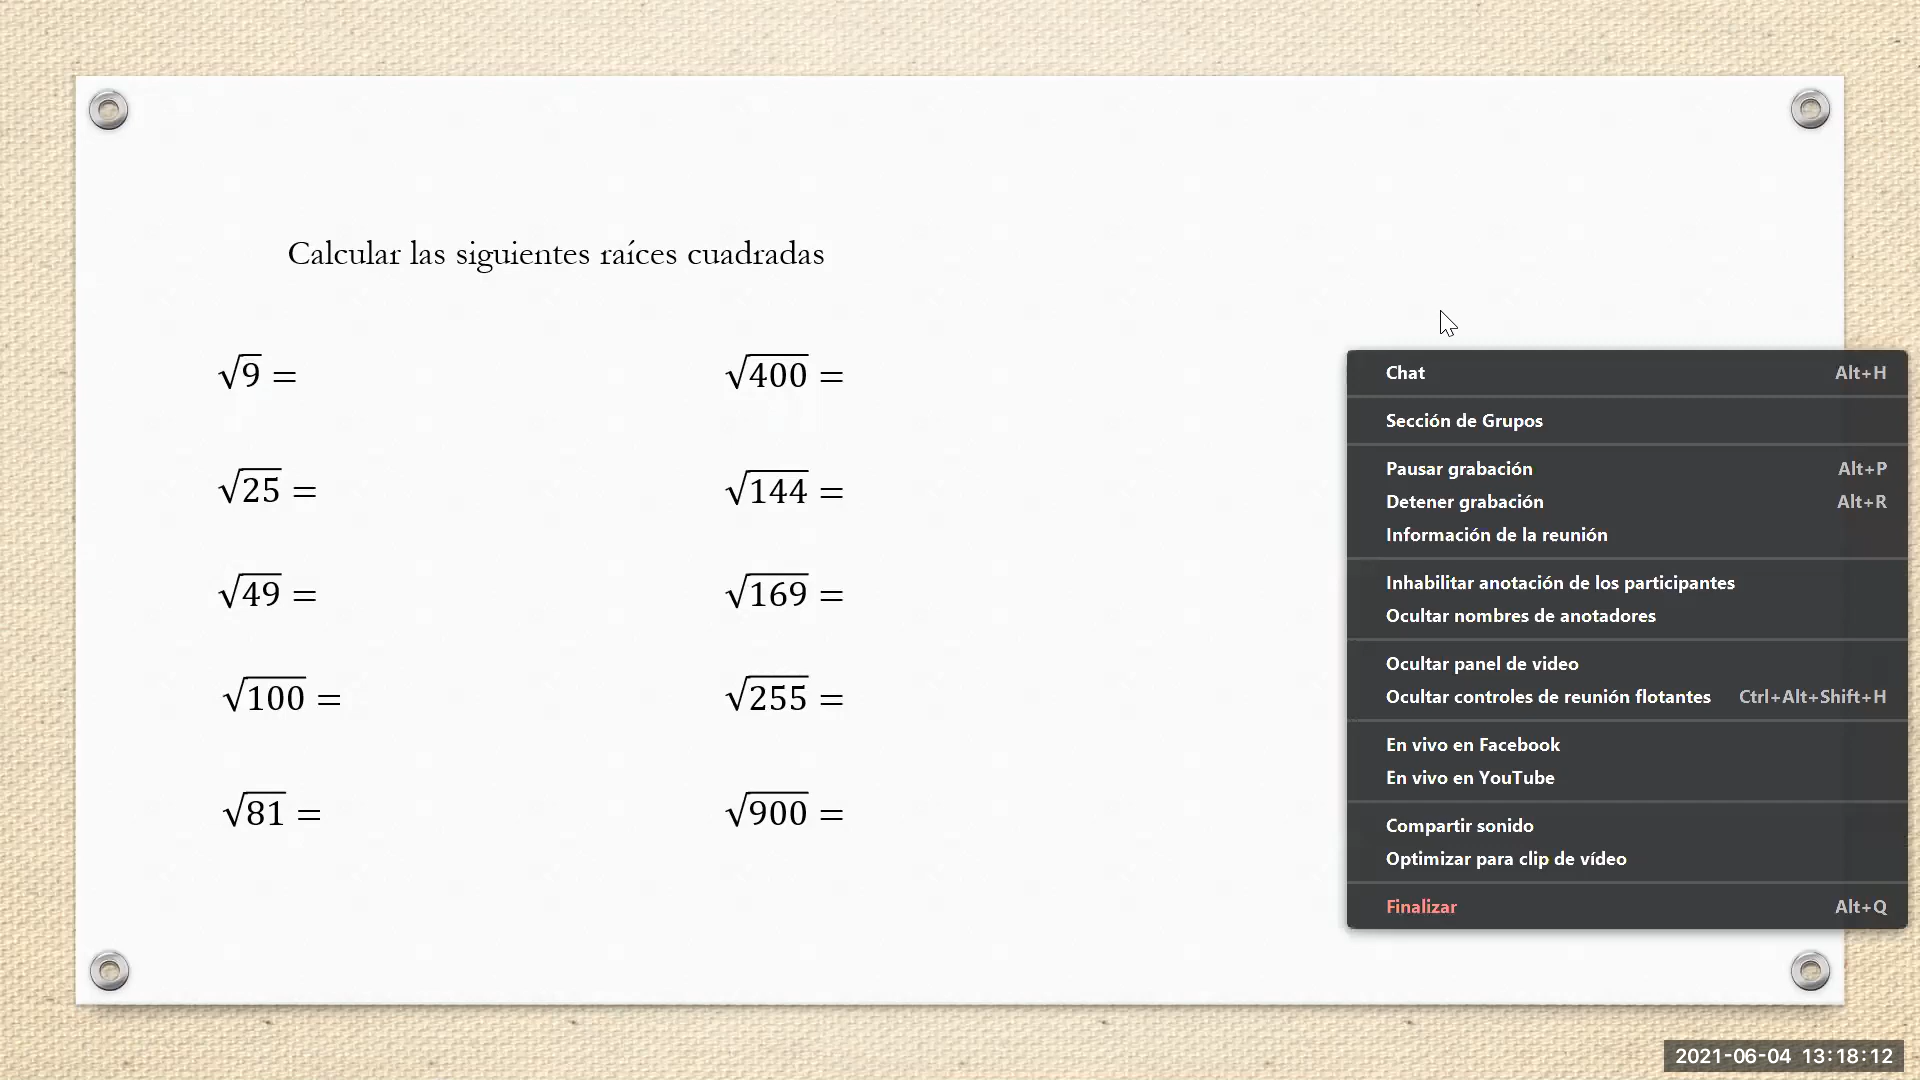 Calcular las siguientes raíces cuadradas
√9 =
√400 =
√25 =
√144 =
√49 =
√169 =
√100 =
√255 =
√81 =
√900 =
Chat Alt+H
Sección de Grupos
Pausar grabación Alt+P
Detener grabación Alt+R
Información de la reunión
Inhabilitar anotación de los participantes
Ocultar nombres de anotadores
Ocultar panel de video
Ocultar controles de reunión flotantes Ctrl+Alt+Shift+H
En vivo en Facebook
En vivo en YouTube
Compartir sonido
Optimizar para clip de vídeo
Finalizar Alt+Q
2021-06-04 13:18:12